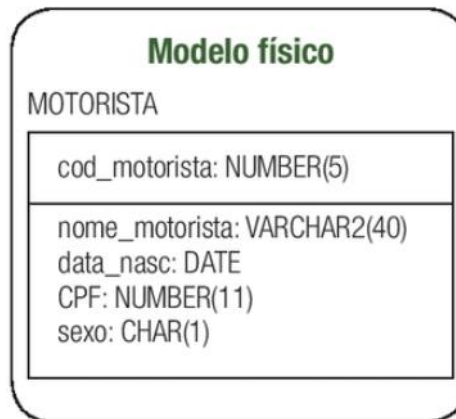 Modelo físico
MOTORISTA
cod_motorista: NUMBER(5)
nome_motorista: VARCHAR2(40)
data_nasc: DATE
CPF: NUMBER(11)
sexo: CHAR(1)